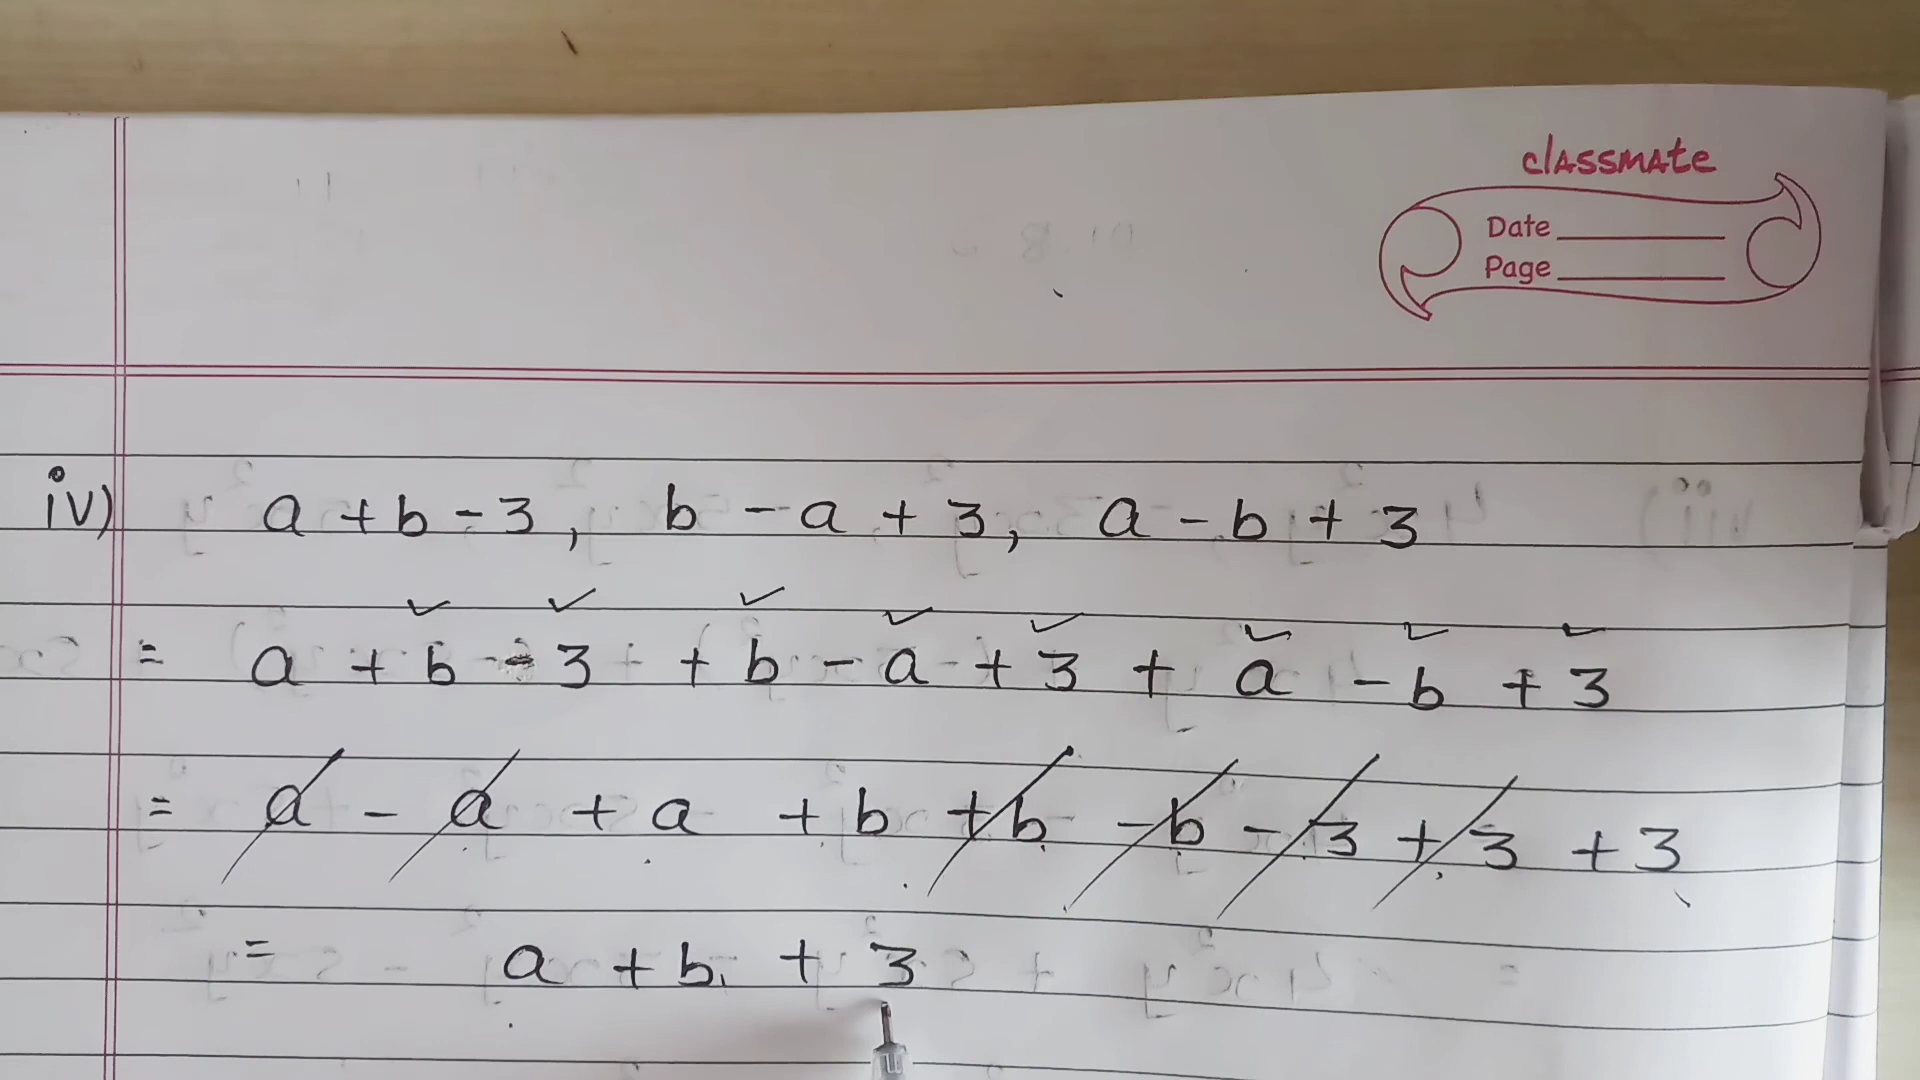 classmate
Date
Page
iv) a + b - 3, b - a + 3, a - b + 3
= a + b - 3 + b - a + 3 + a - b + 3
= a - a + a + b + b - b - 3 + 3 + 3
= a + b + 3